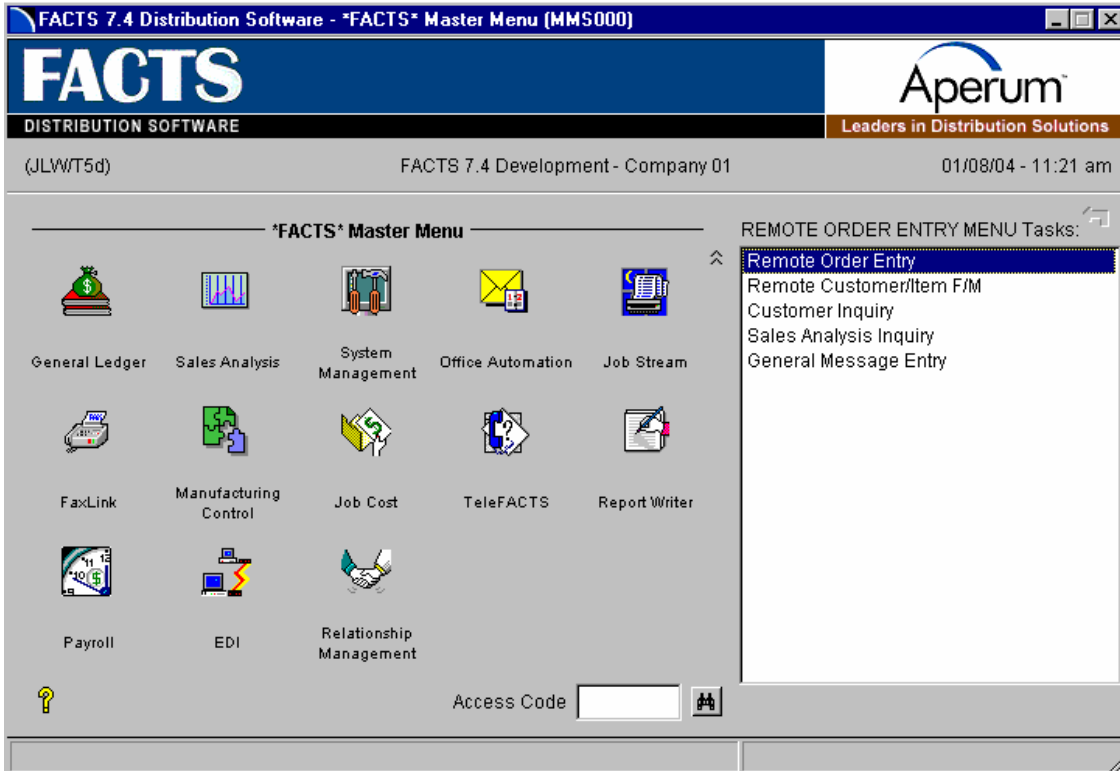 FACTS 7.4 Distribution Software - *FACTS* Master Menu (MMS000)
FACTS
DISTRIBUTION SOFTWARE
Aperum™
Leaders in Distribution Solutions
(JLW/T5d)
FACTS 7.4 Development - Company 01
01/08/04 - 11:21 am
*FACTS* Master Menu
General Ledger
Sales Analysis
System
Management
Office Automation
Job Stream
FaxLink
Manufacturing
Control
Job Cost
TeleFACTS
Report Writer
Payroll
EDI
Relationship
Management
Access Code
REMOTE ORDER ENTRY MENU Tasks:
Remote Order Entry
Remote Customer/Item F/M
Customer Inquiry
Sales Analysis Inquiry
General Message Entry